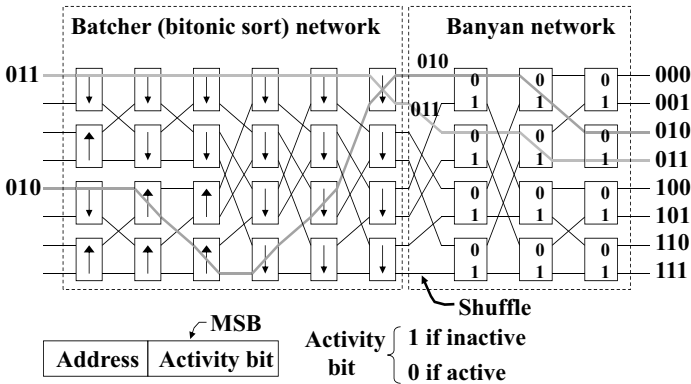 Batcher (bitonic sort) network
Banyan network
011
010
010
011
0 1 0 1 0 1
0 1 0 1 0 1
0 1 0 1 0 1
0 1 0 1 0 1
000
001
010
011
100
101
110
111
Shuffle
MSB
Address Activity bit
Activity bit
1 if inactive
0 if active